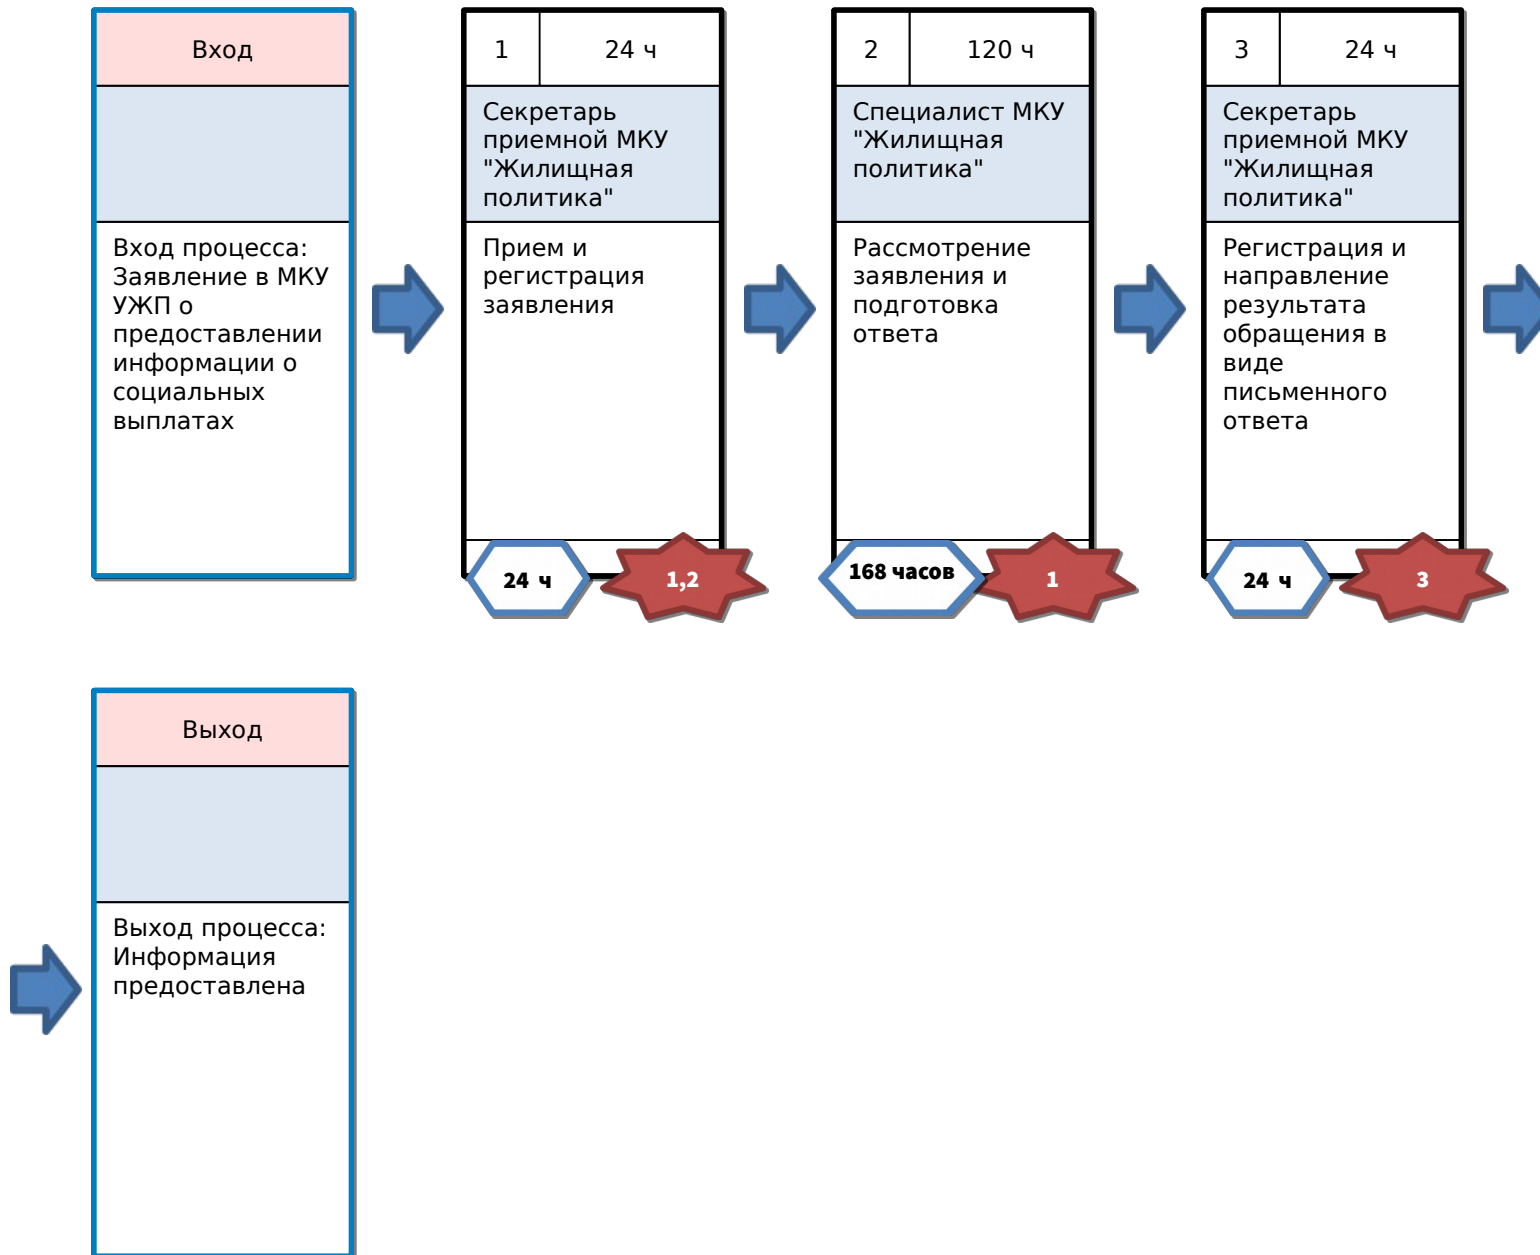 Вход
Вход процесса:
Заявление в МКУ
УЖП о
предоставлении
информации о
социальных
выплатах
1
24 ч
Секретарь
приемной МКУ
"Жилищная
политика"
Прием и
регистрация
заявления
24 ч
1,2
2
120 ч
Специалист МКУ
"Жилищная
политика"
Рассмотрение
заявления и
подготовка
ответа
168 часов
1
3
24 ч
Секретарь
приемной МКУ
"Жилищная
политика"
Регистрация и
направление
результата
обращения в
виде
письменного
ответа
24 ч
3
Выход
Выход процесса:
Информация
предоставлена